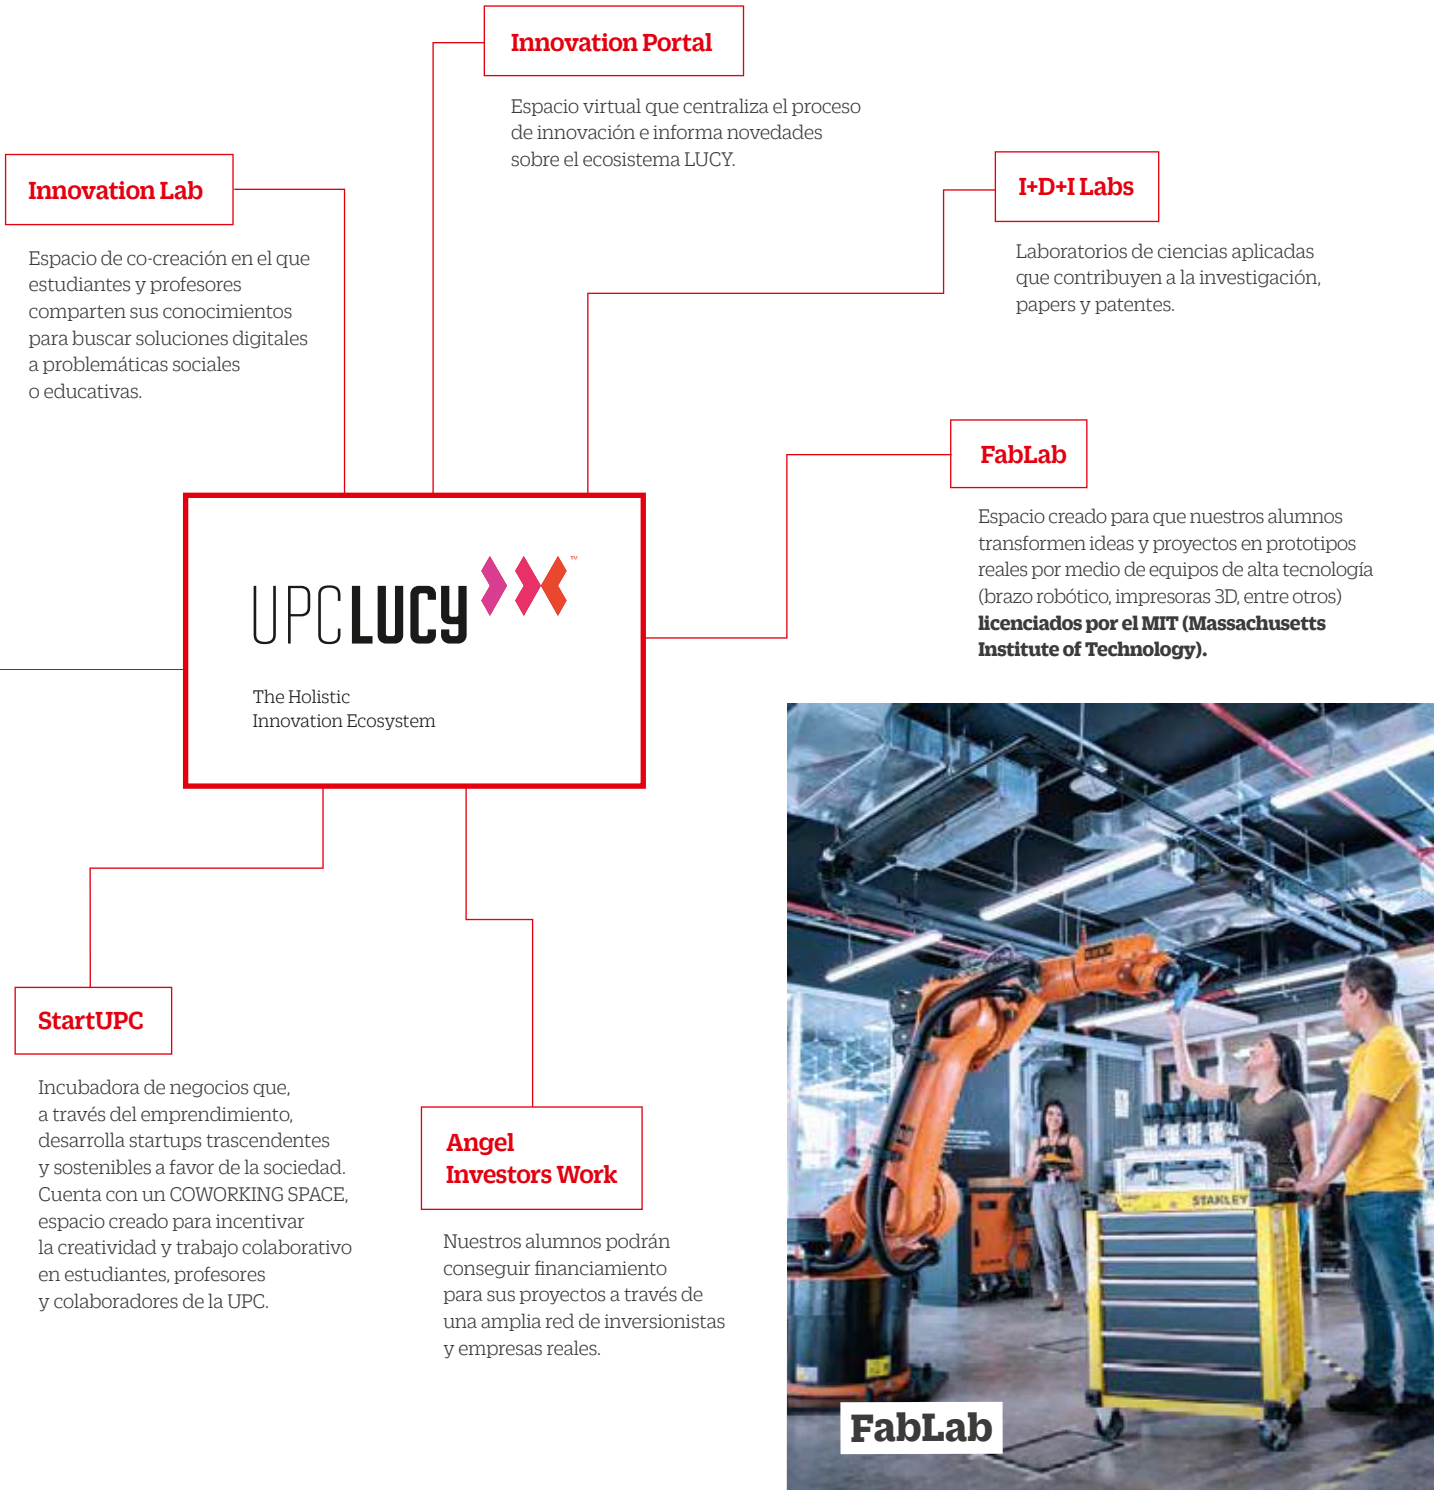 Innovation Portal
Espacio virtual que centraliza el proceso
de innovación e informa novedades
sobre el ecosistema LUCY.
Innovation Lab
Espacio de co-creación en el que
estudiantes y profesores
comparten sus conocimientos
para buscar soluciones digitales
a problemáticas sociales
o educativas.
I+D+I Labs
Laboratorios de ciencias aplicadas
que contribuyen a la investigación,
papers y patentes.
FabLab
Espacio creado para que nuestros alumnos
transformen ideas y proyectos en prototipos
reales por medio de equipos de alta tecnología
(brazo robótico, impresoras 3D, entre otros)
licenciados por el MIT (Massachusetts
Institute of Technology).
UPCLUCY™
The Holistic
Innovation Ecosystem
StartUPC
Incubadora de negocios que,
a través del emprendimiento,
desarrolla startups trascendentes
y sostenibles a favor de la sociedad.
Cuenta con un COWORKING SPACE,
espacio creado para incentivar
la creatividad y trabajo colaborativo
en estudiantes, profesores
y colaboradores de la UPC.
Angel
Investors Work
Nuestros alumnos podrán
conseguir financiamiento
para sus proyectos a través de
una amplia red de inversionistas
y empresas reales.
STANLEY
FabLab